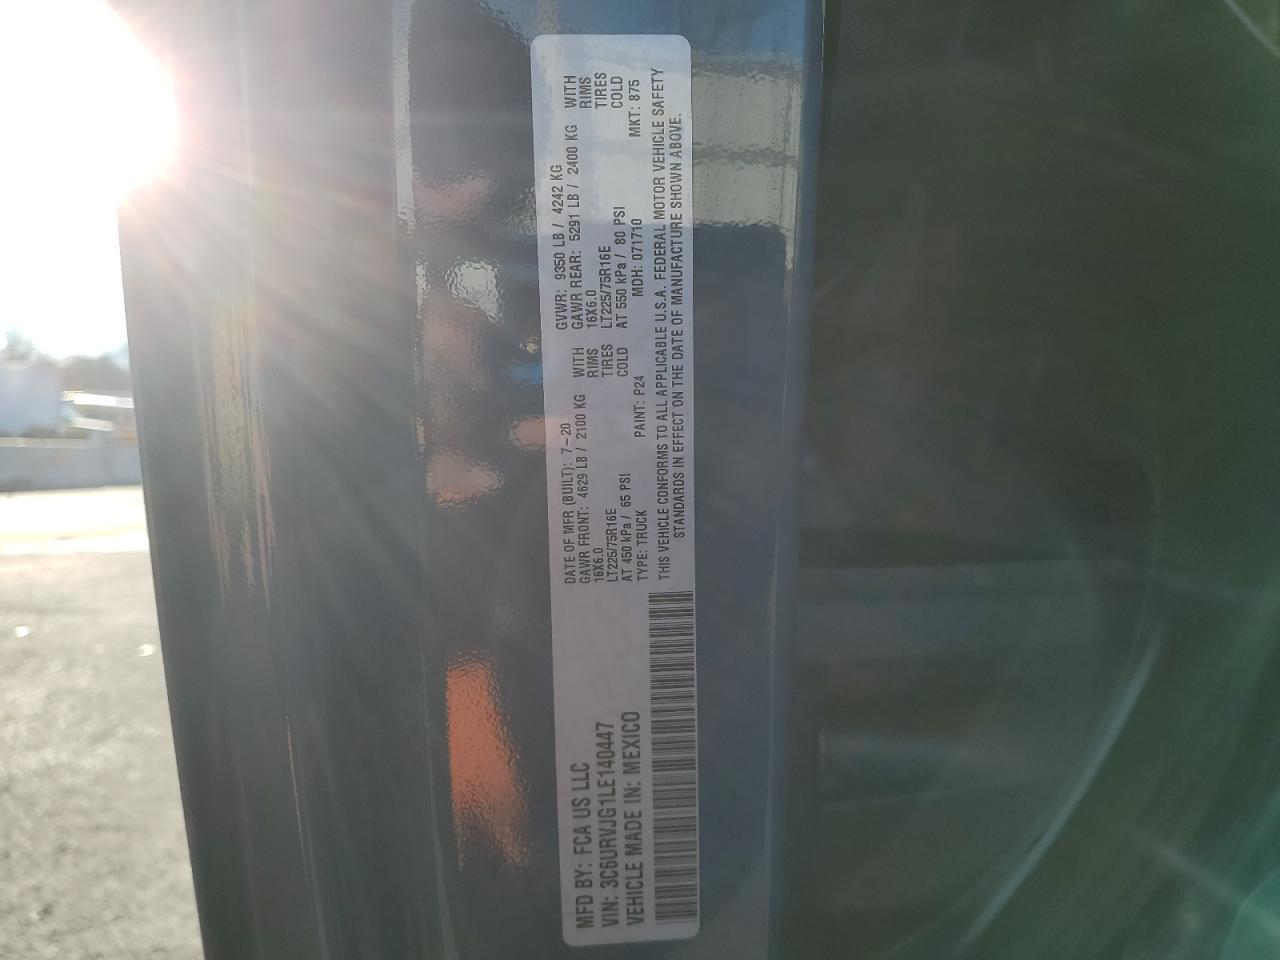 MFD BY: FCA US LLC
VIN: 3C6URVJG1LE140447
VEHICLE MADE IN: MEXICO
DATE OF MFR (BUILT): 7-20 GVWR: 9350 LB / 4242 KG
GAWR FRONT: 4629 LB / 2100 KG WITH GAWR REAR: 5291 LB / 2400 KG WITH
16X6.0 RIMS 16X6.0 RIMS
LT225/75R16E TIRES LT225/75R16E TIRES
AT 450 kPa / 65 PSI COLD AT 550 kPa / 80 PSI COLD
TYPE: TRUCK PAINT: P24 MDH: 071710 MKT: 875
THIS VEHICLE CONFORMS TO ALL APPLICABLE U.S.A. FEDERAL MOTOR VEHICLE SAFETY
STANDARDS IN EFFECT ON THE DATE OF MANUFACTURE SHOWN ABOVE.